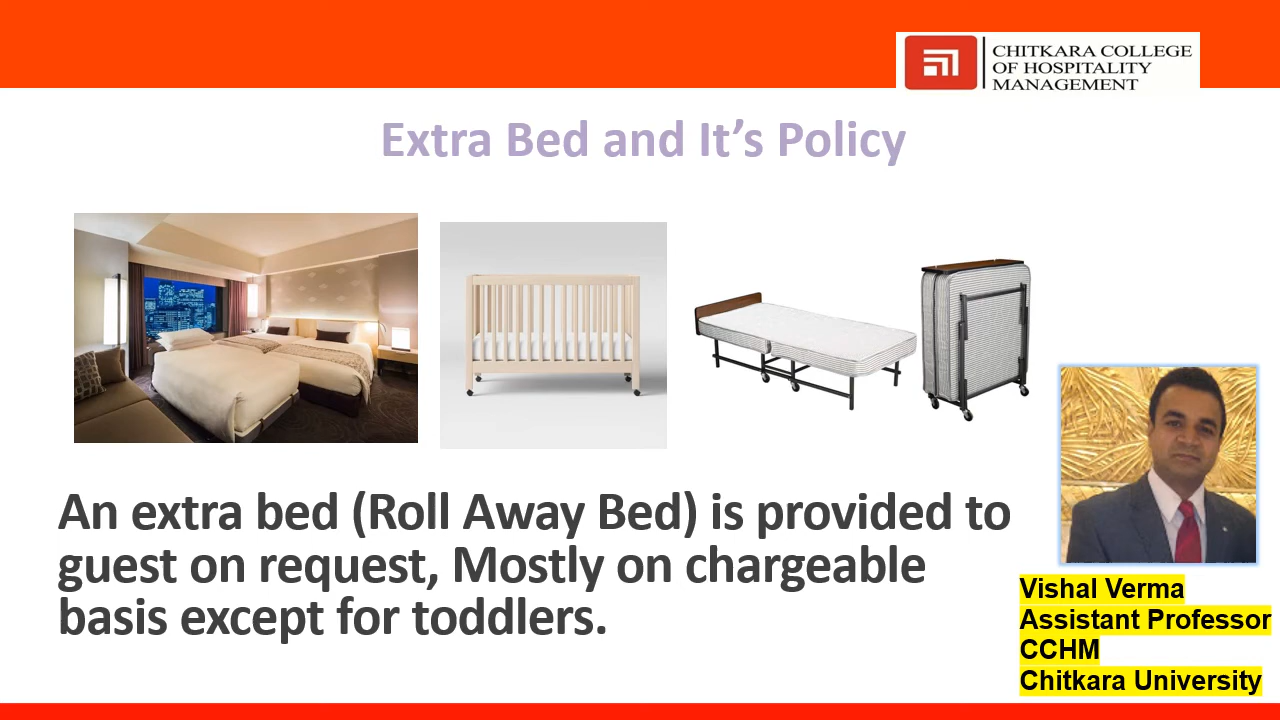 CHITKARA COLLEGE
OF HOSPITALITY
MANAGEMENT
Extra Bed and It’s Policy
An extra bed (Roll Away Bed) is provided to
guest on request, Mostly on chargeable
basis except for toddlers.
Vishal Verma
Assistant Professor
CCHM
Chitkara University